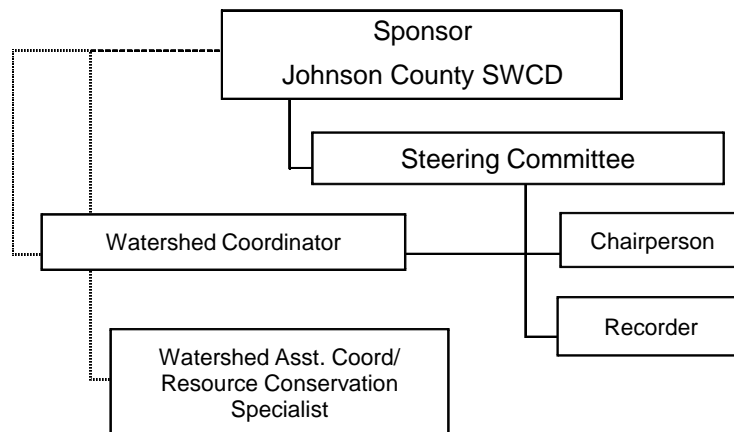 Sponsor
Johnson County SWCD
Steering Committee
Watershed Coordinator
Chairperson
Recorder
Watershed Asst. Coord/
Resource Conservation
Specialist